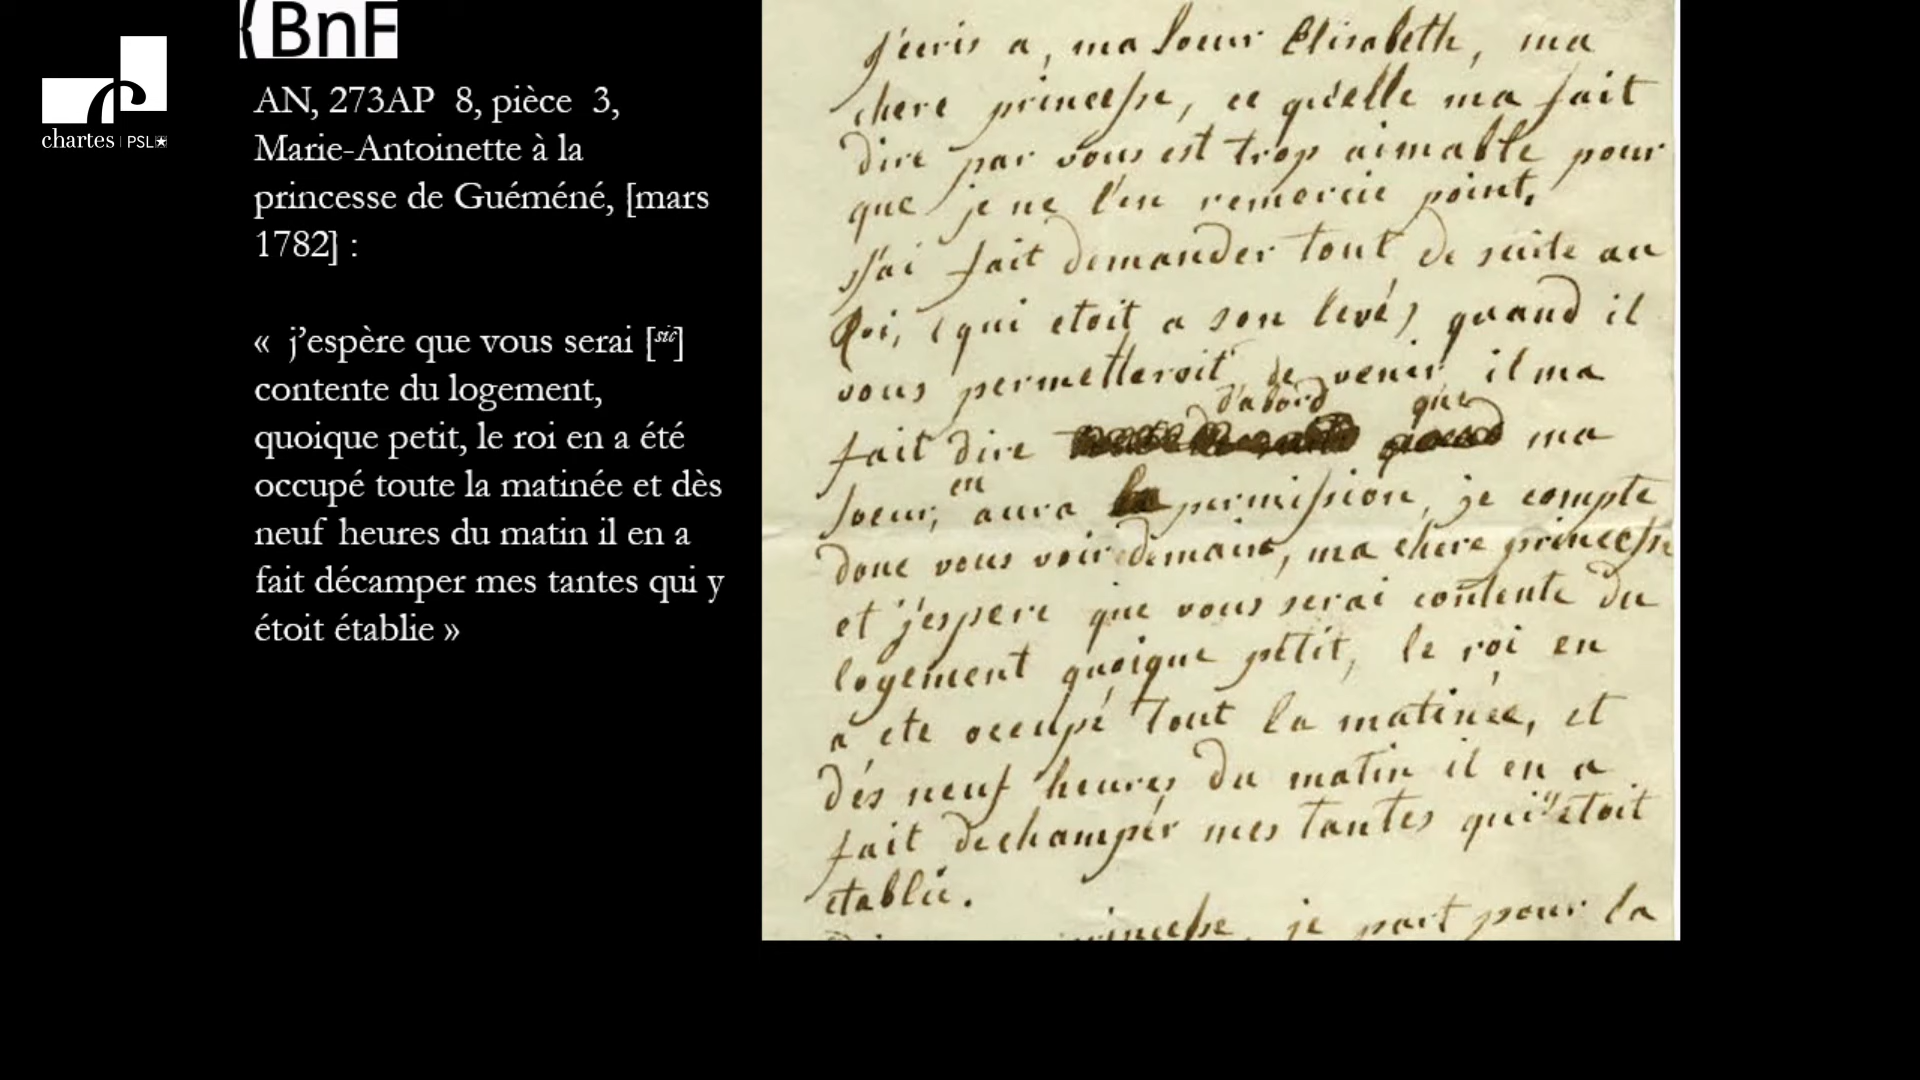 {BnF
chartes | PSL
AN, 273AP 8, pièce 3,
Marie-Antoinette à la
princesse de Guéméné, [mars
1782] :
« j’espère que vous serai [sic]
contente du logement,
quoique petit, le roi en a été
occupé toute la matinée et dès
neuf heures du matin il en a
fait décamper mes tantes qui y
étoit établie »
j'ecris a, ma soeur Elisabeth, ma
chere princesse, ce qu'elle ma fait
dire par vous est trop aimable pour
que je ne l'en remercie point.
j'ai fait demander tout de suite au
Roi, (qui etoit a son levé) quand il
vous permetteroit de venir, il ma
d'abord que
fait dire ma
en
soeur, aura permission, je compte
donc vous voir demain, ma chere princesse
et j'espere que vous serai contente du
logement quoique petit, le roi en
a ete occupé tout la matinée, et
dés neuf heures du matin il en a
fait dechampér mes tantes qui y etoit
etablie.
princesse, je part pour la